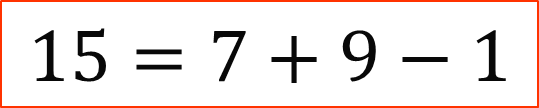 15 = 7 + 9 − 1